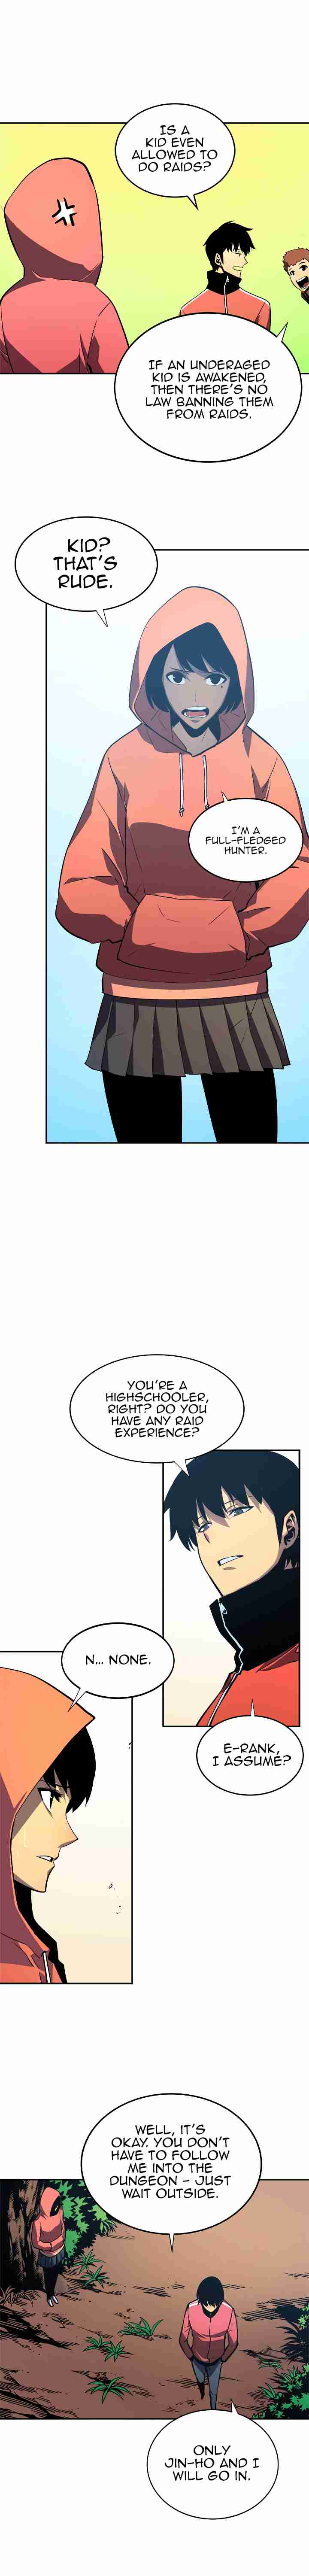 IS A
KID EVEN
ALLOWED TO
DO RAIDS?
IF AN UNDERAGED
KID IS AWAKENED,
THEN THERE'S NO
LAW BANNING THEM
FROM RAIDS.
KID?
THAT'S
RUDE.
I'M A
FULL-FLEDGED
HUNTER.
YOU'RE A
HIGHSCHOOLER,
RIGHT? DO YOU
HAVE ANY RAID
EXPERIENCE?
N... NONE.
E-RANK,
I ASSUME?
WELL, IT'S
OKAY. YOU DON'T
HAVE TO FOLLOW
ME INTO THE
DUNGEON - JUST
WAIT OUTSIDE.
ONLY
JIN-HO AND I
WILL GO IN.